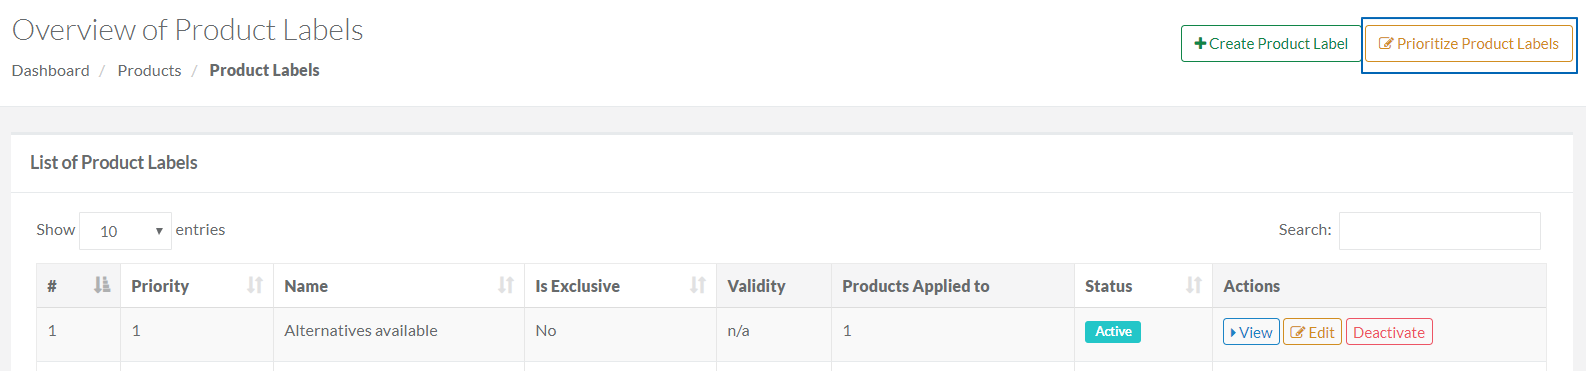 Overview of Product Labels
Create Product Label Prioritize Product Labels
Dashboard / Products / Product Labels
List of Product Labels
Show 10 entries Search:
# Priority Name Is Exclusive Validity Products Applied to Status Actions
1 1 Alternatives available No n/a 1 Active View Edit Deactivate